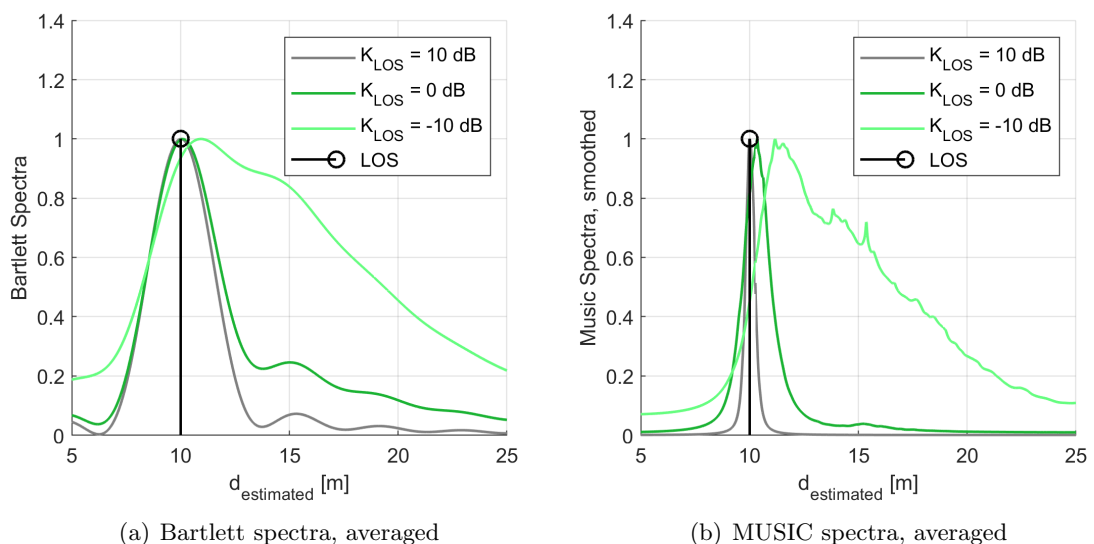 Bartlett Spectra
1.4
1.2
1
0.8
0.6
0.4
0.2
0
5 10 15 20 25
d_estimated [m]
K_LOS = 10 dB
K_LOS = 0 dB
K_LOS = -10 dB
LOS
(a) Bartlett spectra, averaged
Music Spectra, smoothed
1.4
1.2
1
0.8
0.6
0.4
0.2
0
5 10 15 20 25
d_estimated [m]
K_LOS = 10 dB
K_LOS = 0 dB
K_LOS = -10 dB
LOS
(b) MUSIC spectra, averaged